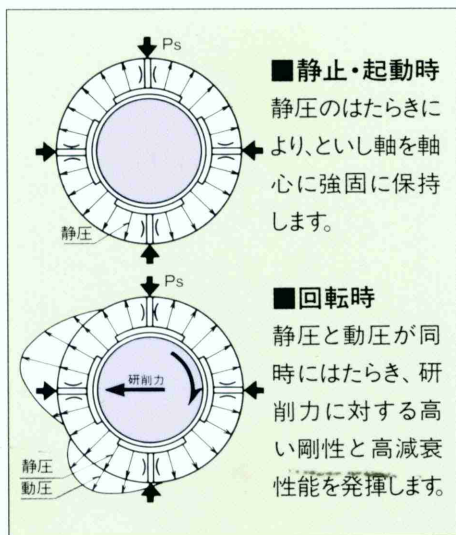 Ps
静圧
■静止・起動時
静圧のはたらきに
より、といし軸を軸
心に強固に保持
します。
Ps
研削力
静圧
動圧
■回転時
静圧と動圧が同
時にはたらき、研
削力に対する高
い剛性と高減衰
性能を発揮します。